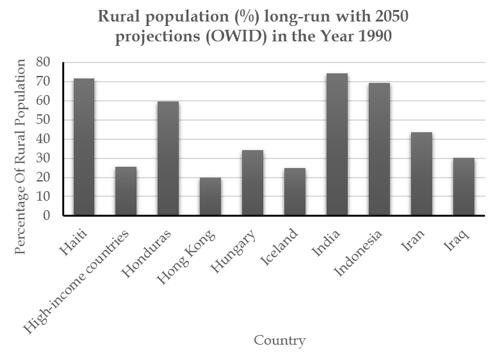 Rural population (%) long-run with 2050
projections (OWID) in the Year 1990
Percentage Of Rural Population
80
70
60
50
40
30
20
10
0
Haiti
High-income countries
Honduras
Hong Kong
Hungary
Iceland
India
Indonesia
Iran
Iraq
Country